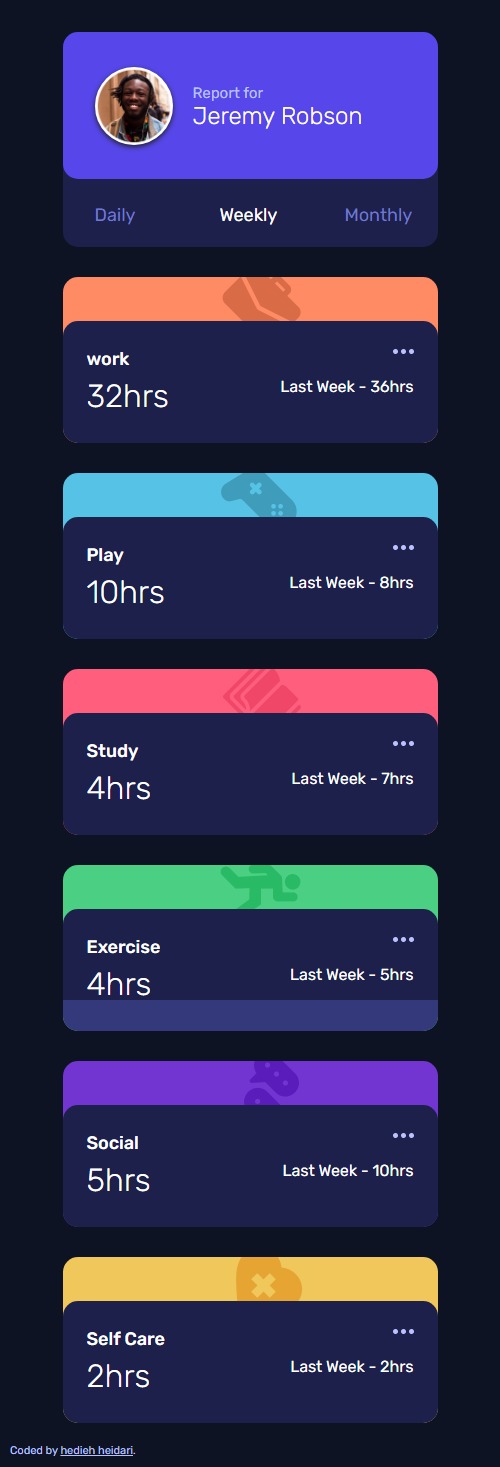 Report for
Jeremy Robson
Daily Weekly Monthly
work
32hrs
Last Week - 36hrs
Play
10hrs
Last Week - 8hrs
Study
4hrs
Last Week - 7hrs
Exercise
4hrs
Last Week - 5hrs
Social
5hrs
Last Week - 10hrs
Self Care
2hrs
Last Week - 2hrs
Coded by hedieh heidari.